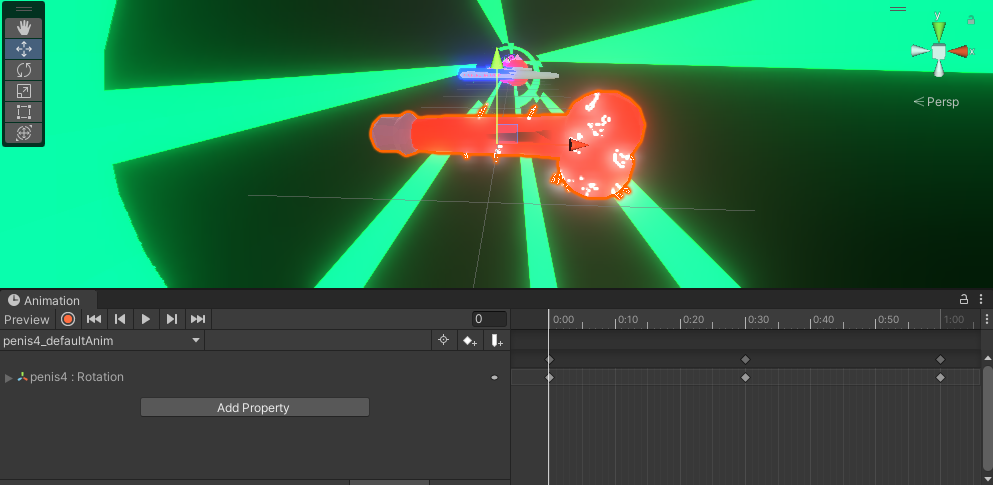 y
x
Persp
Animation
Preview
0
0:00
0:10
0:20
0:30
0:40
0:50
1:00
penis4_defaultAnim
penis4 : Rotation
Add Property